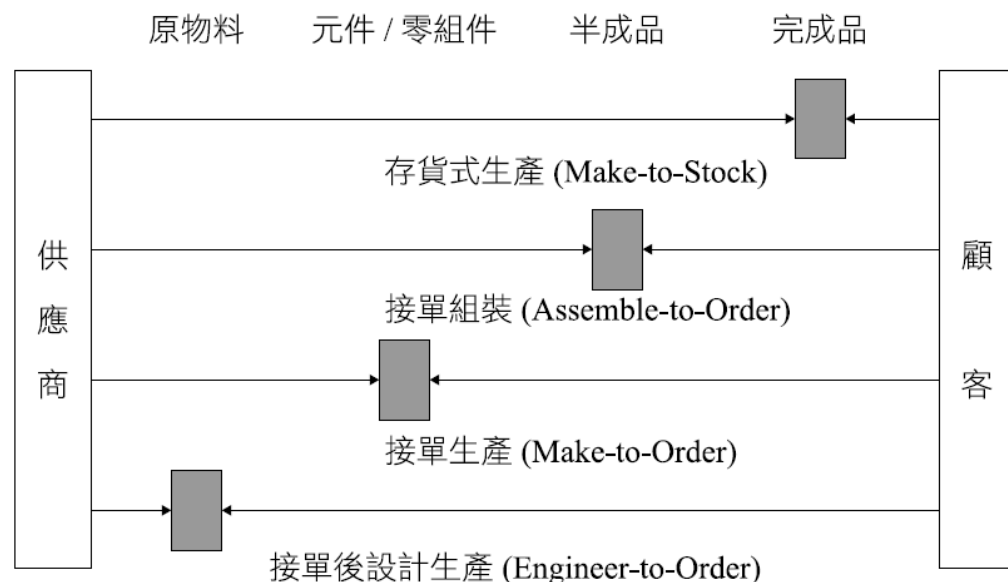 原物料 元件 / 零組件 半成品 完成品
存貨式生產 (Make-to-Stock)
供應商
顧客
接單組裝 (Assemble-to-Order)
接單生產 (Make-to-Order)
接單後設計生產 (Engineer-to-Order)